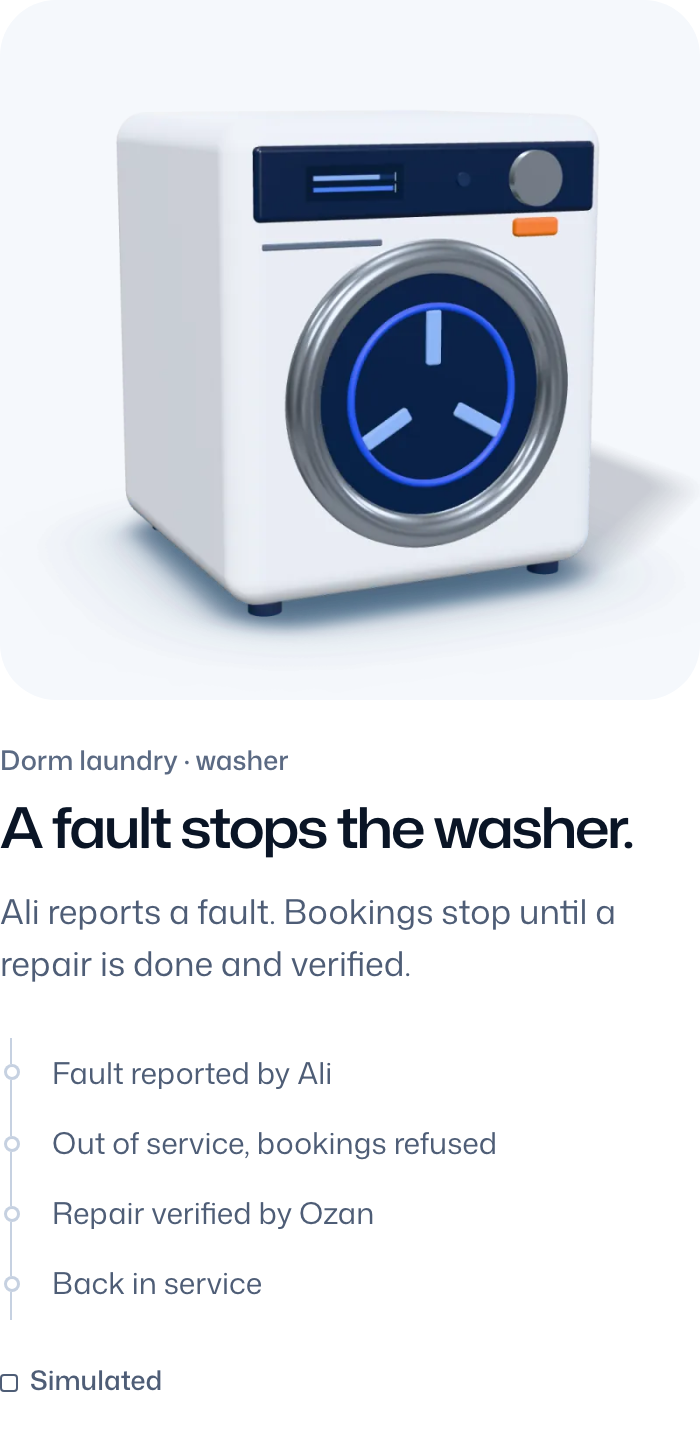 Dorm laundry · washer
A fault stops the washer.
Ali reports a fault. Bookings stop until a
repair is done and verified.
Fault reported by Ali
Out of service, bookings refused
Repair verified by Ozan
Back in service
Simulated